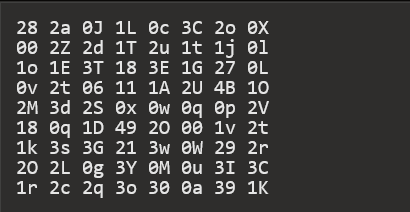 28 2a 0J 1L 0c 3C 2o 0X
00 2Z 2d 1T 2u 1t 1j 0l
1o 1E 3T 18 3E 1G 27 0L
0v 2t 06 11 1A 2U 4B 1O
2M 3d 2S 0x 0w 0q 0p 2V
18 0q 1D 49 2O 00 1v 2t
1k 3s 3G 21 3w 0W 29 2r
2O 2L 0g 3Y 0M 0u 3I 3C
1r 2c 2q 3o 30 0a 39 1K